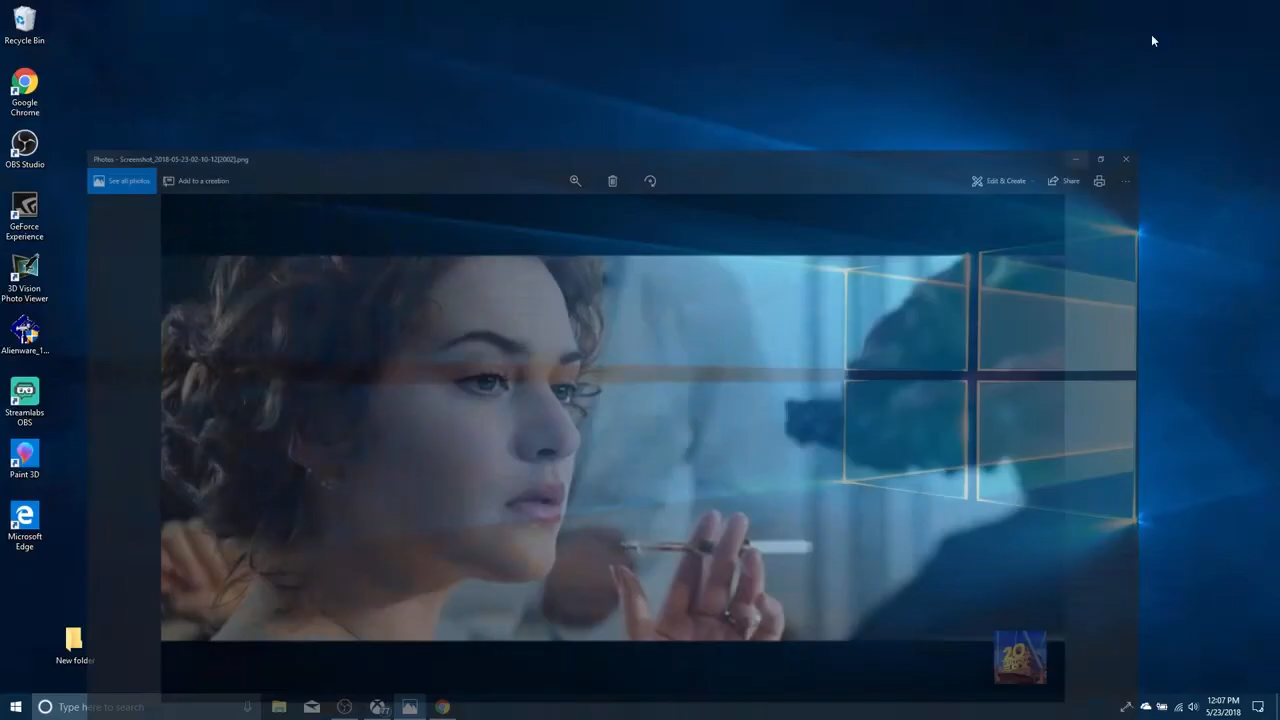 Recycle Bin
Google
Chrome
OBS Studio
GeForce
Experience
3D Vision
Photo Viewer
Alienware_1...
Streamlabs
OBS
Paint 3D
Microsoft
Edge
New folder
Photos - Screenshot_2018-05-23-02-10-12[2002].png
See all photos
Add to a creation
Edit & Create
Share
20
Type here to search
12:07 PM
5/23/2018